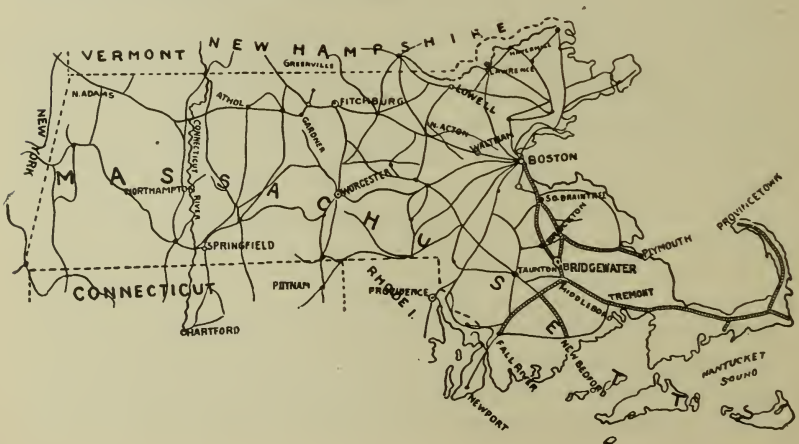 VERMONT
NEW HAMPSHIRE
GREENVILLE
HAVERHILL
LAWRENCE
N. ADAMS
ATHOL
FITCHBURG
LOWELL
GARDNER
N. ACTON
WALTHAM
NEW YORK
CONNECTICUT RIVER
BOSTON
MASSACHUSETTS
NORTHAMPTON
WORCESTER
SO. BRAINTREE
BROCKTON
PROVINCETOWN
PLYMOUTH
SPRINGFIELD
TAUNTON
BRIDGEWATER
CONNECTICUT
PUTNAM
RHODE I.
PROVIDENCE
MIDDLEBORO
TREMONT
HARTFORD
FALL RIVER
NEW BEDFORD
NANTUCKET
SOUND
NEWPORT